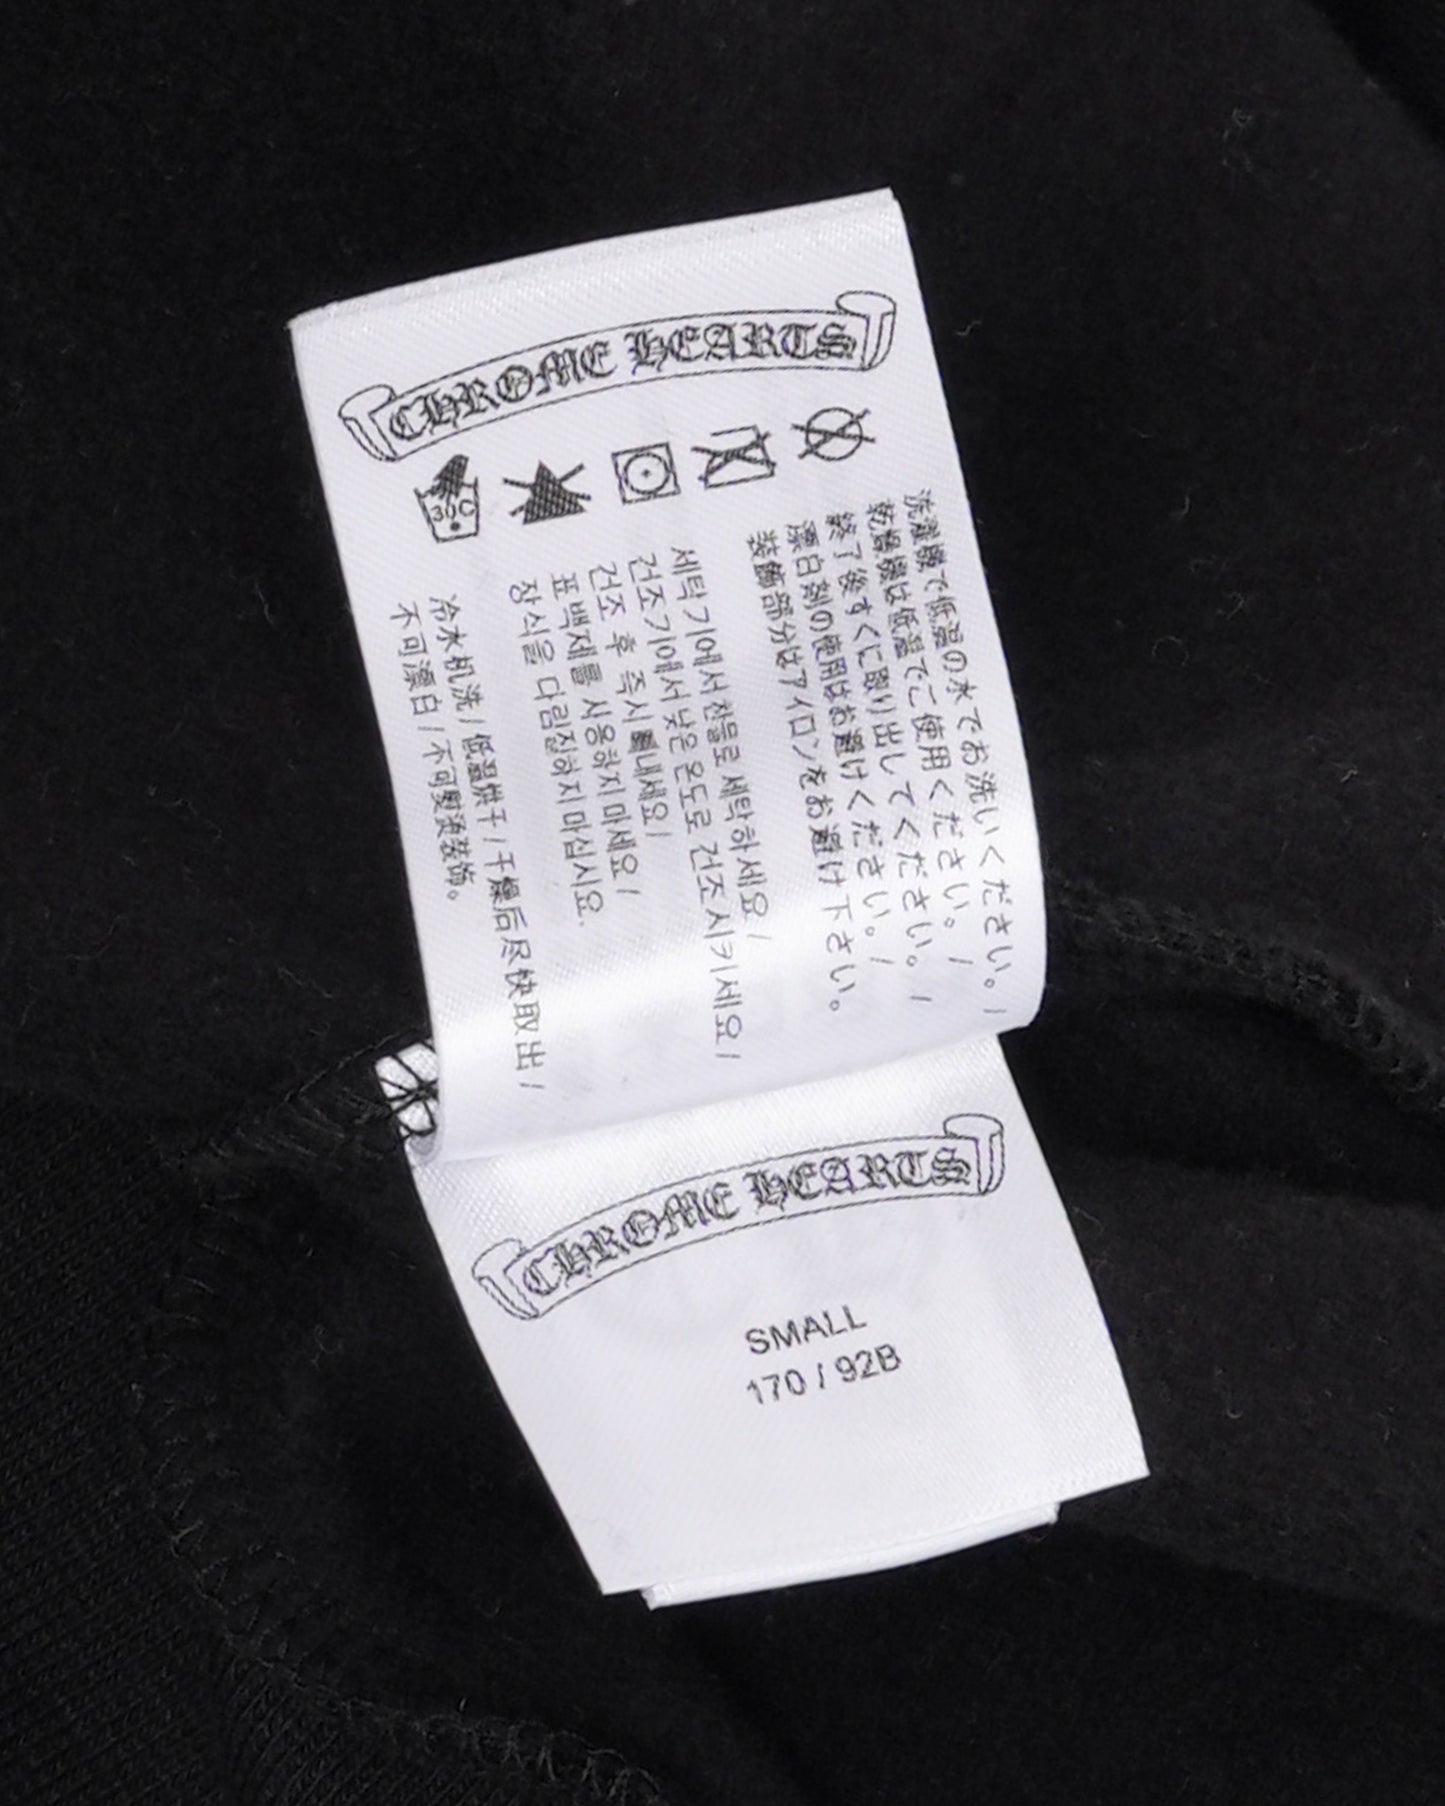 CHROME HEARTS
30C
洗濯機で低温の水でお洗いください。/
乾燥機は低温でご使用ください。/
終了後すぐに取り出してください。/
漂白剤の使用はお避けください。/
装飾部分はアイロンをお避け下さい。
세탁기에서 찬물로 세탁하세요/
건조기에서 낮은 온도로 건조시키세요/
건조 후 즉시 내세요/
표백제를 사용하지마세요/
장식을 다림질하지마십시요.
冷水机洗/低温烘干/干燥后尽快取出/
不可漂白/不可熨烫装饰。
CHROME HEARTS
SMALL
170 / 92B